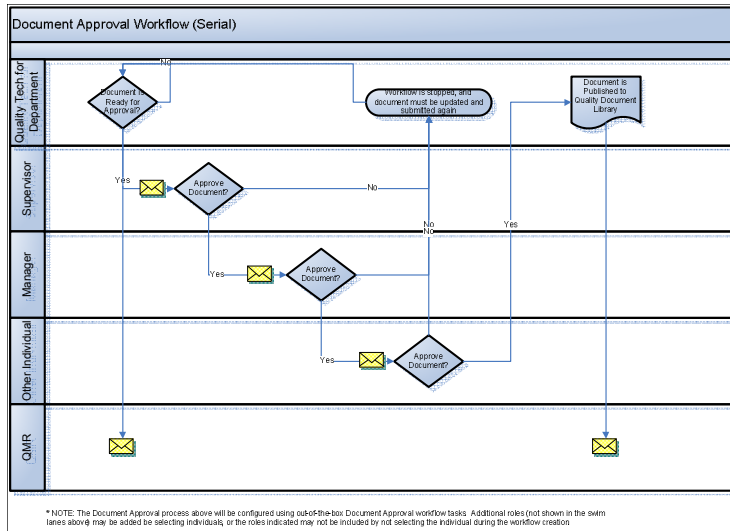 Document Approval Workflow (Serial)
Quality Tech for
Department
Document is
Ready for
Approval?
No
Workflow is stopped, and
document must be updated and
submitted again
Document is
Published to
Quality Document
Library
Supervisor
Yes
Approve
Document?
No
No
No
Yes
Manager
Yes
Approve
Document?
Other Individual
Yes
Approve
Document?
QMR
* NOTE: The Document Approval process above will be configured using out-of-the-box Document Approval workflow tasks. Additional roles (not shown in the swim
lanes above) may be added be selecting individuals, or the roles indicated may not be included by not selecting the individual during the workflow creation.